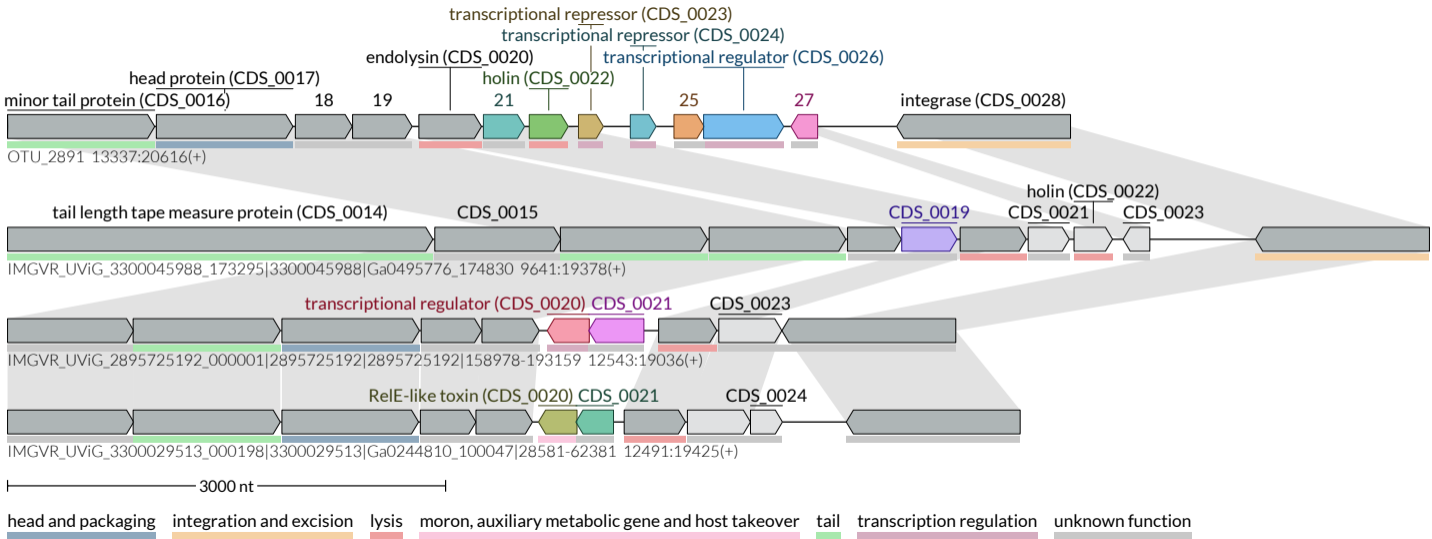 transcriptional repressor (CDS_0023)
transcriptional repressor (CDS_0024)
endolysin (CDS_0020) transcriptional regulator (CDS_0026)
head protein (CDS_0017) holin (CDS_0022)
minor tail protein (CDS_0016) 18 19 21 25 27 integrase (CDS_0028)
OTU_2891 13337:20616(+)
holin (CDS_0022)
tail length tape measure protein (CDS_0014) CDS_0015 CDS_0019 CDS_0021 CDS_0023
IMGVR_UViG_3300045988_173295|3300045988|Ga0495776_174830 9641:19378(+)
transcriptional regulator (CDS_0020) CDS_0021 CDS_0023
IMGVR_UViG_2895725192_000001|2895725192|2895725192|158978-193159 12543:19036(+)
RelE-like toxin (CDS_0020) CDS_0021 CDS_0024
IMGVR_UViG_3300029513_000198|3300029513|Ga0244810_100047|28581-62381 12491:19425(+)
3000 nt
head and packaging integration and excision lysis moron, auxiliary metabolic gene and host takeover tail transcription regulation unknown function